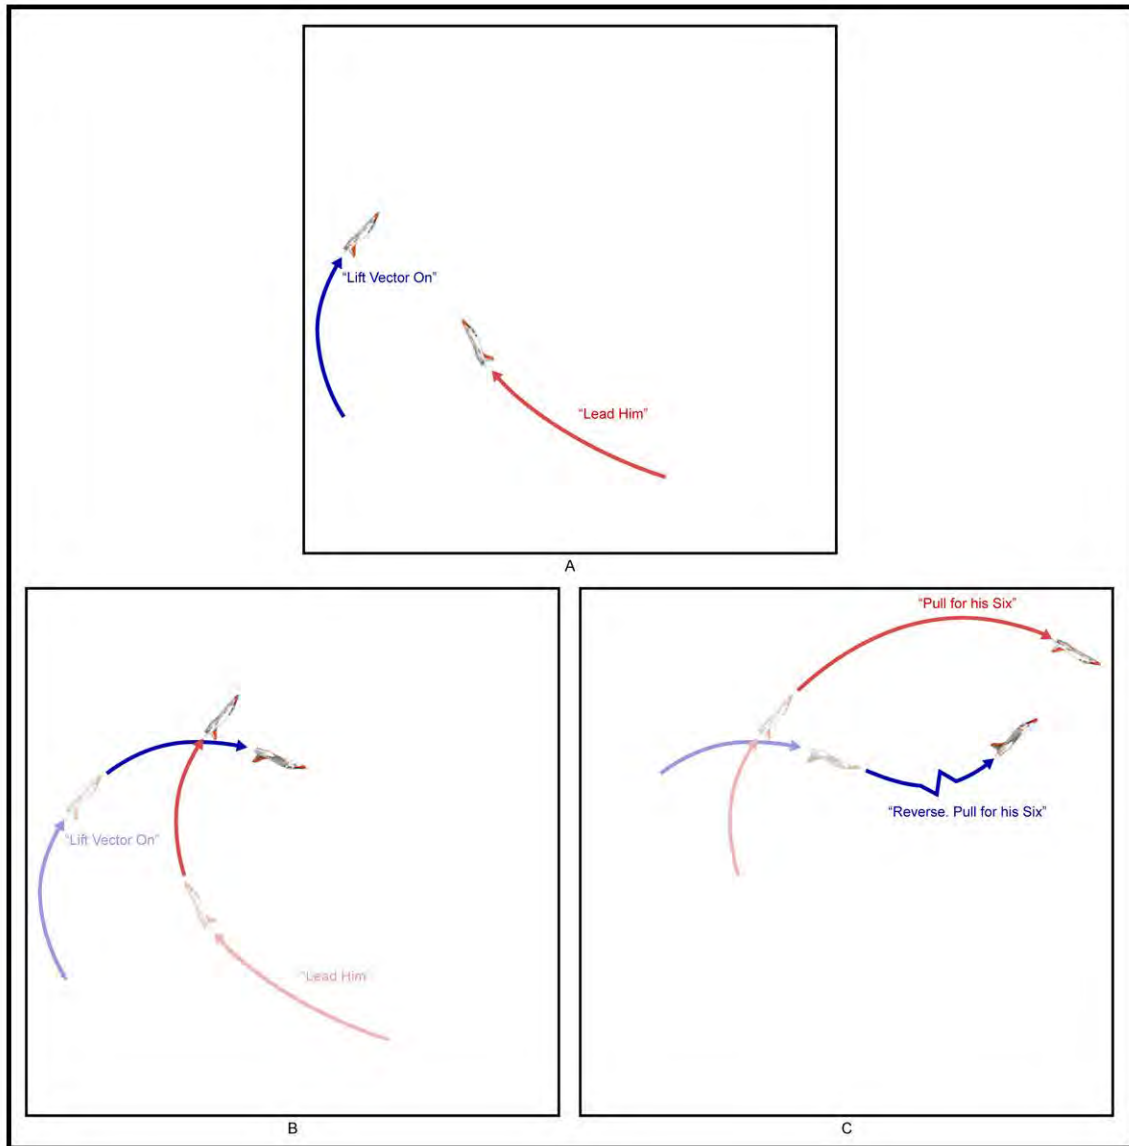 “Lift Vector On”
“Lead Him”
A
“Lift Vector On”
“Lead Him”
B
“Pull for his Six”
“Reverse. Pull for his Six”
C